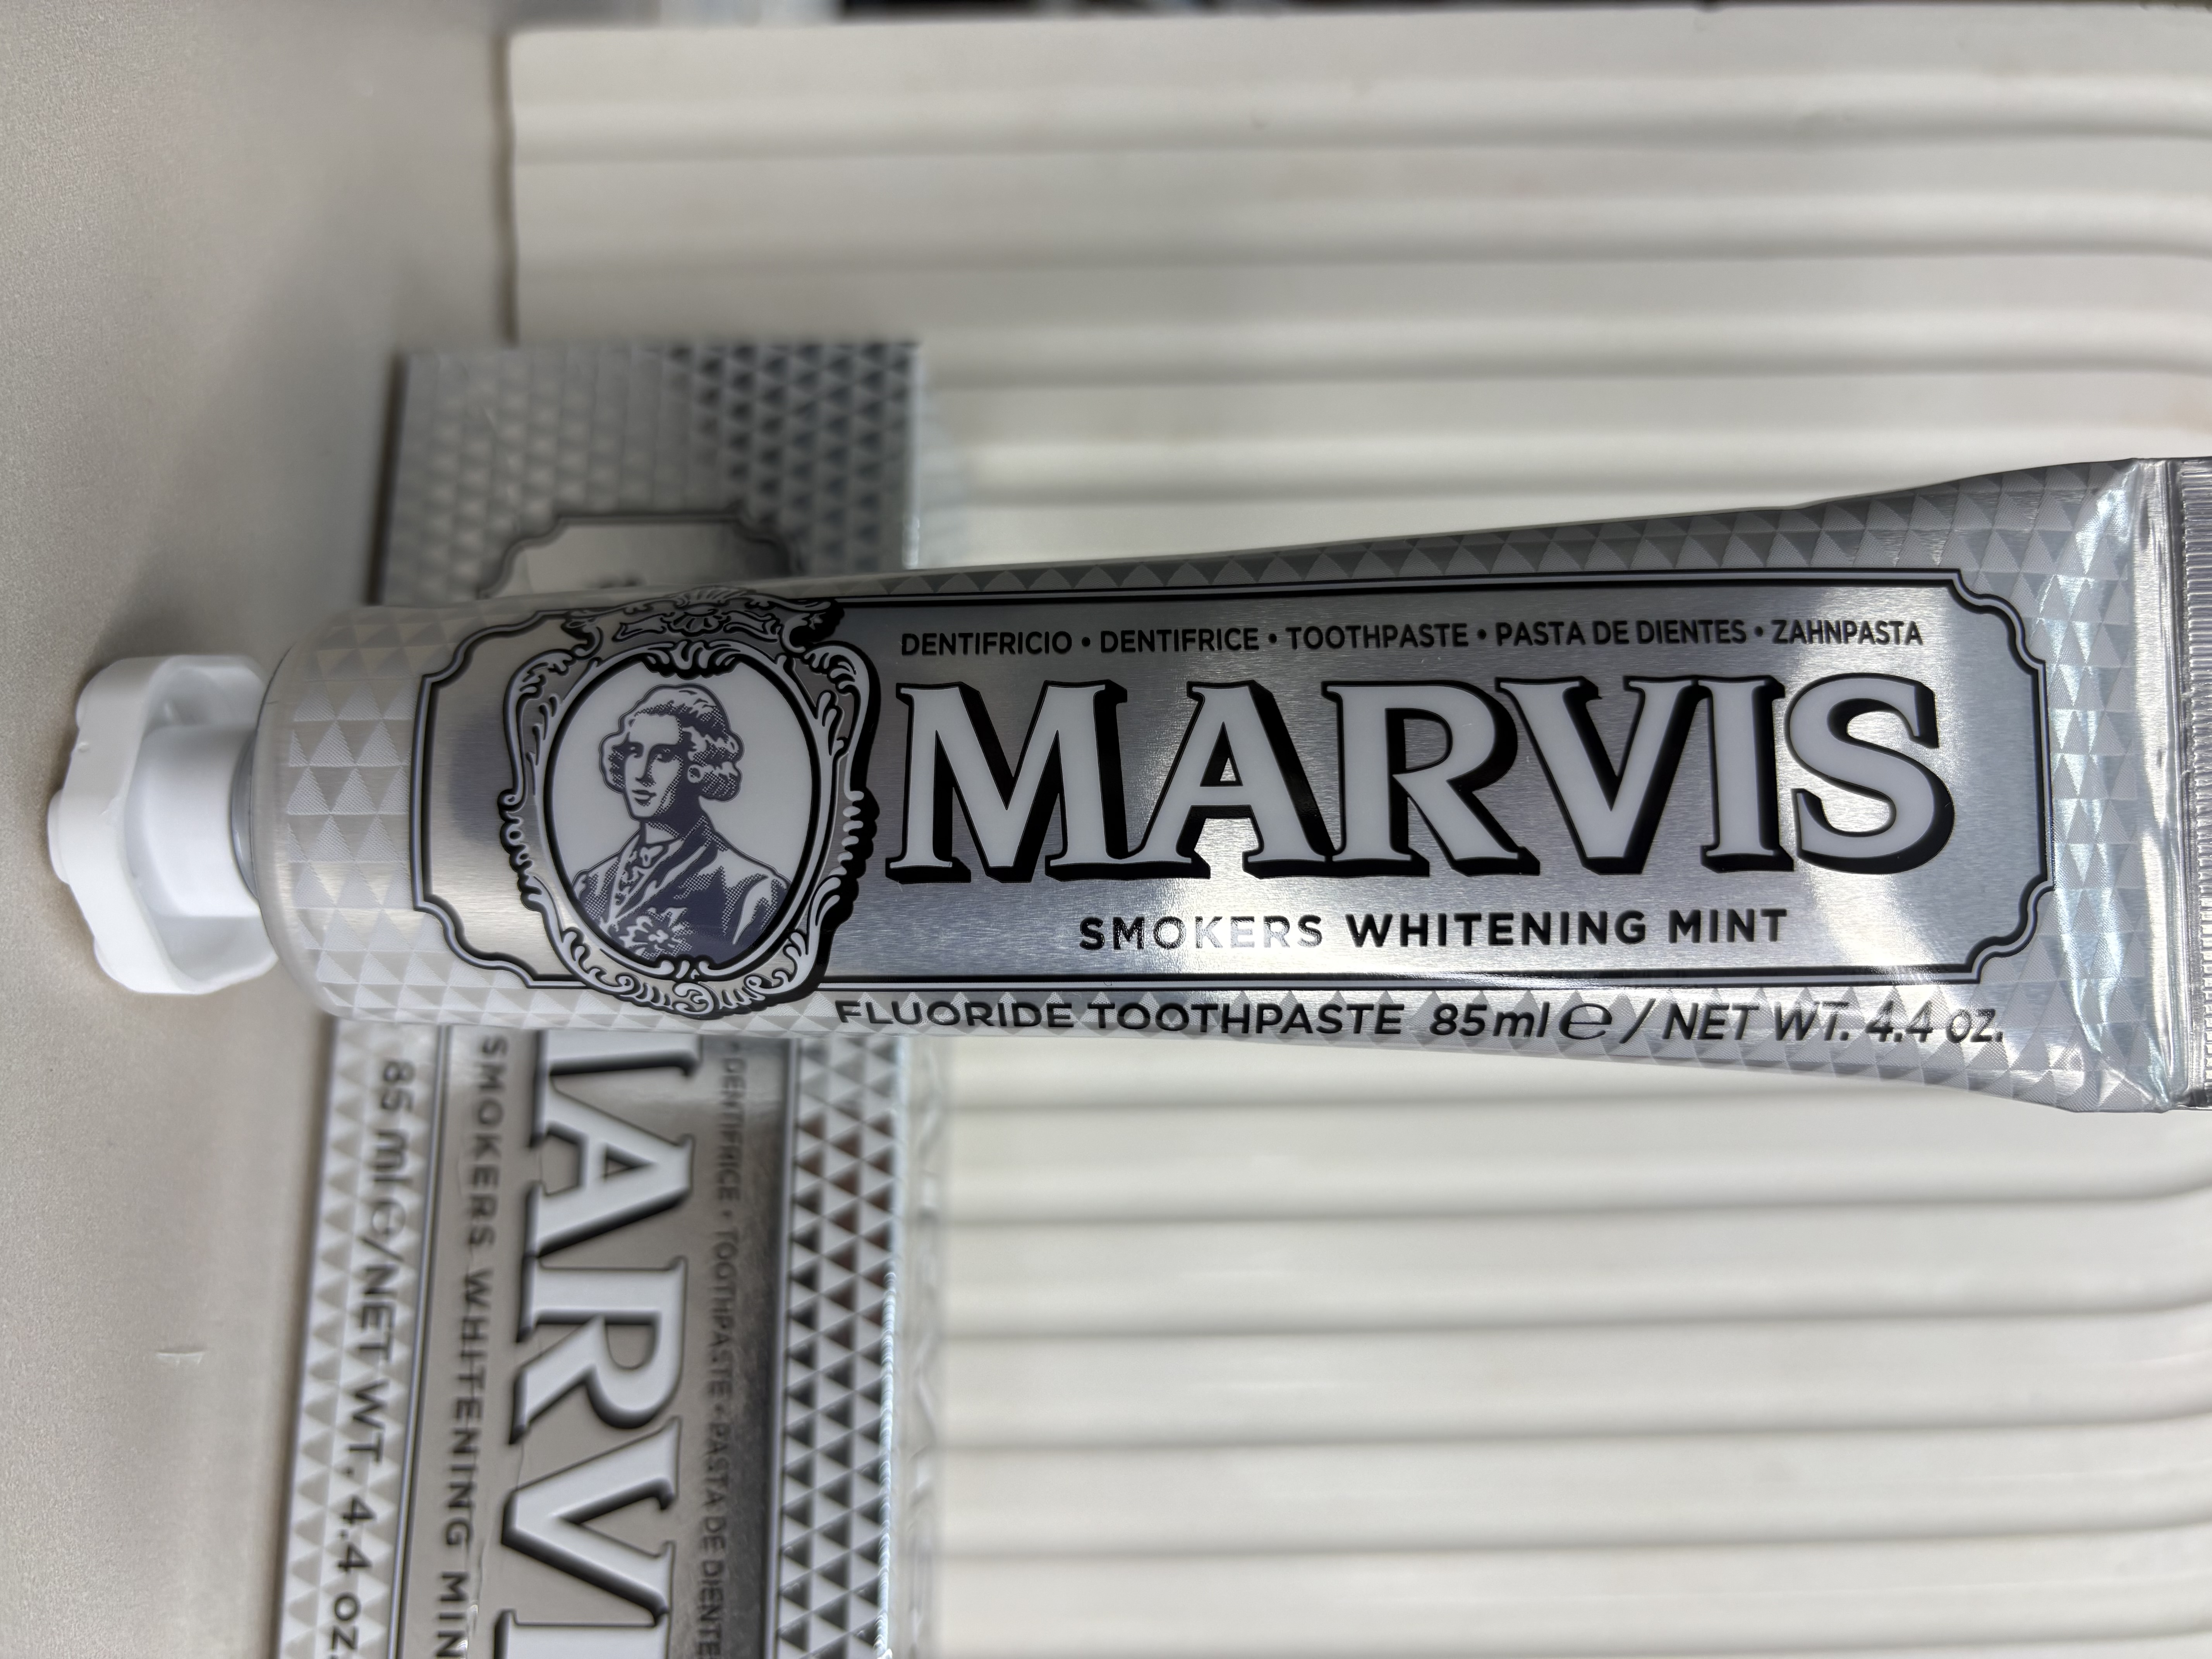 DENTIFRICIO • DENTIFRICE • TOOTHPASTE • PASTA DE DIENTES • ZAHNPASTA
MARVIS
SMOKERS WHITENING MINT
FLUORIDE TOOTHPASTE 85ml ℮ / NET WT. 4.4 oz.
• DENTIFRICE • TOOTHPASTE • PASTA DE DIENTE
ARVI
SMOKERS WHITENING MIN
85 ml ℮/NET WT. 4.4 oz.